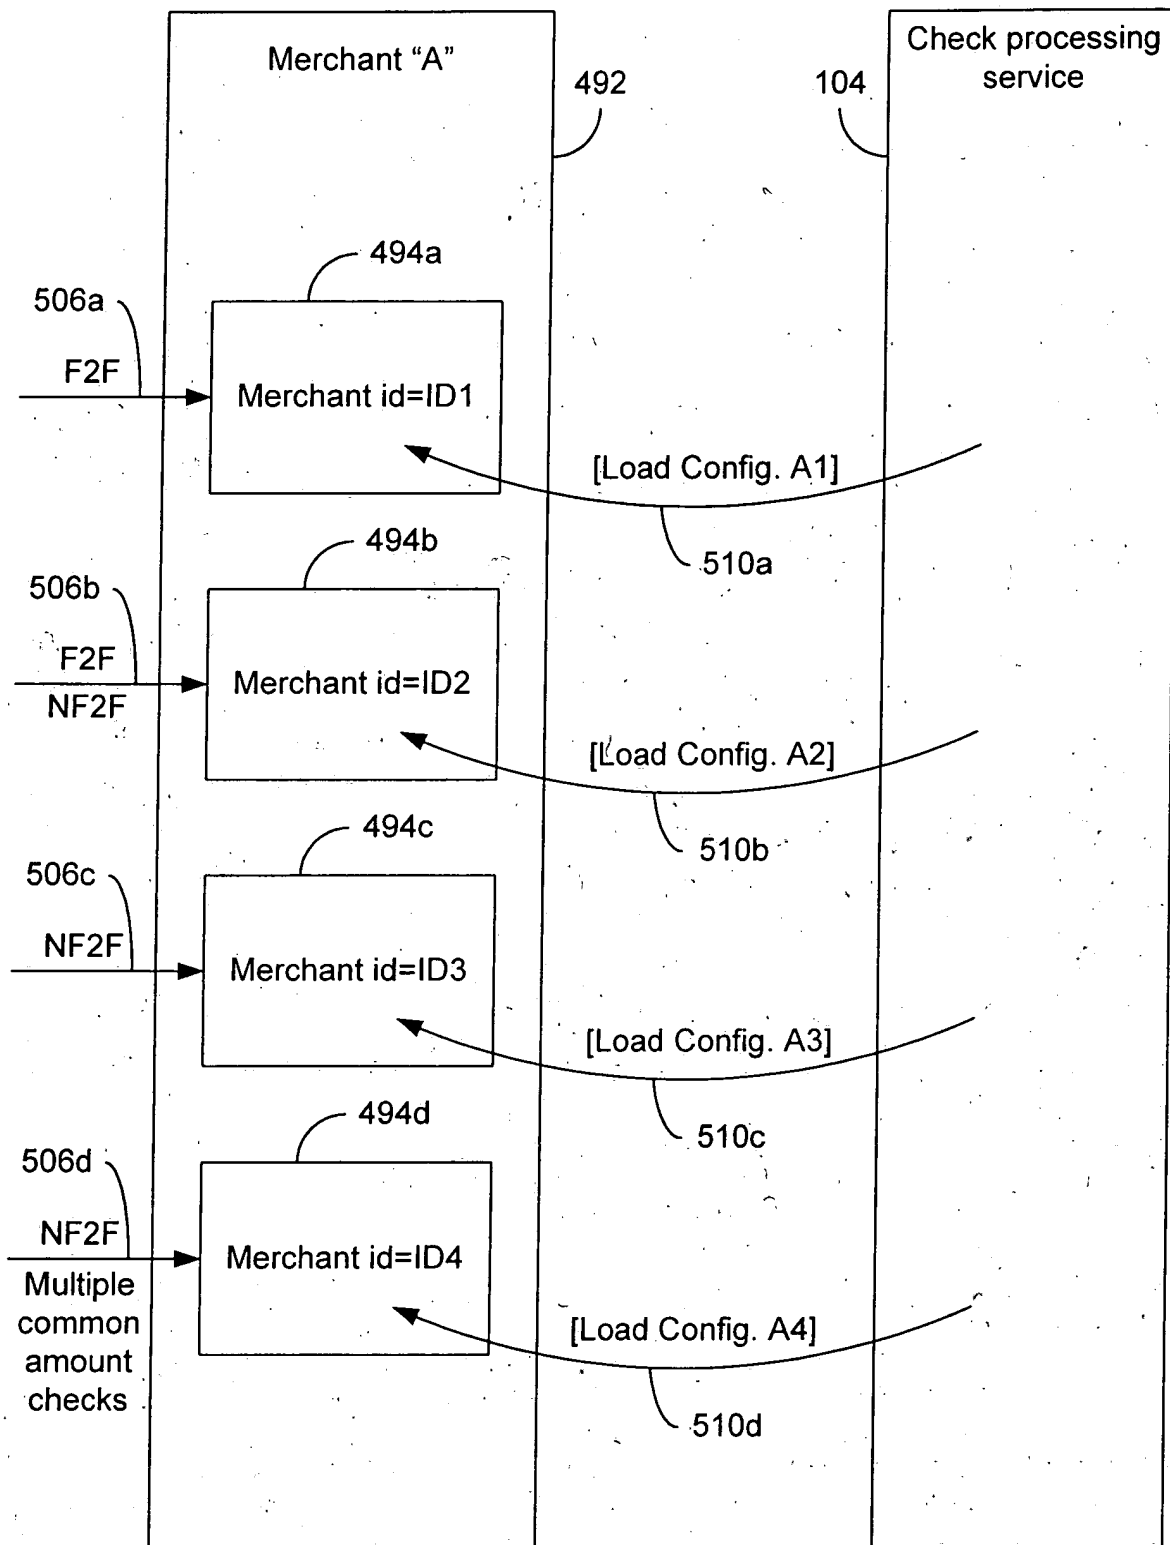 Merchant “A”
Check processing
service
492
104
494a
506a
F2F
Merchant id=ID1
[Load Config. A1]
510a
494b
506b
F2F
NF2F
Merchant id=ID2
[Load Config. A2]
510b
494c
506c
NF2F
Merchant id=ID3
[Load Config. A3]
510c
494d
506d
NF2F
Merchant id=ID4
Multiple
common
amount
checks
[Load Config. A4]
510d